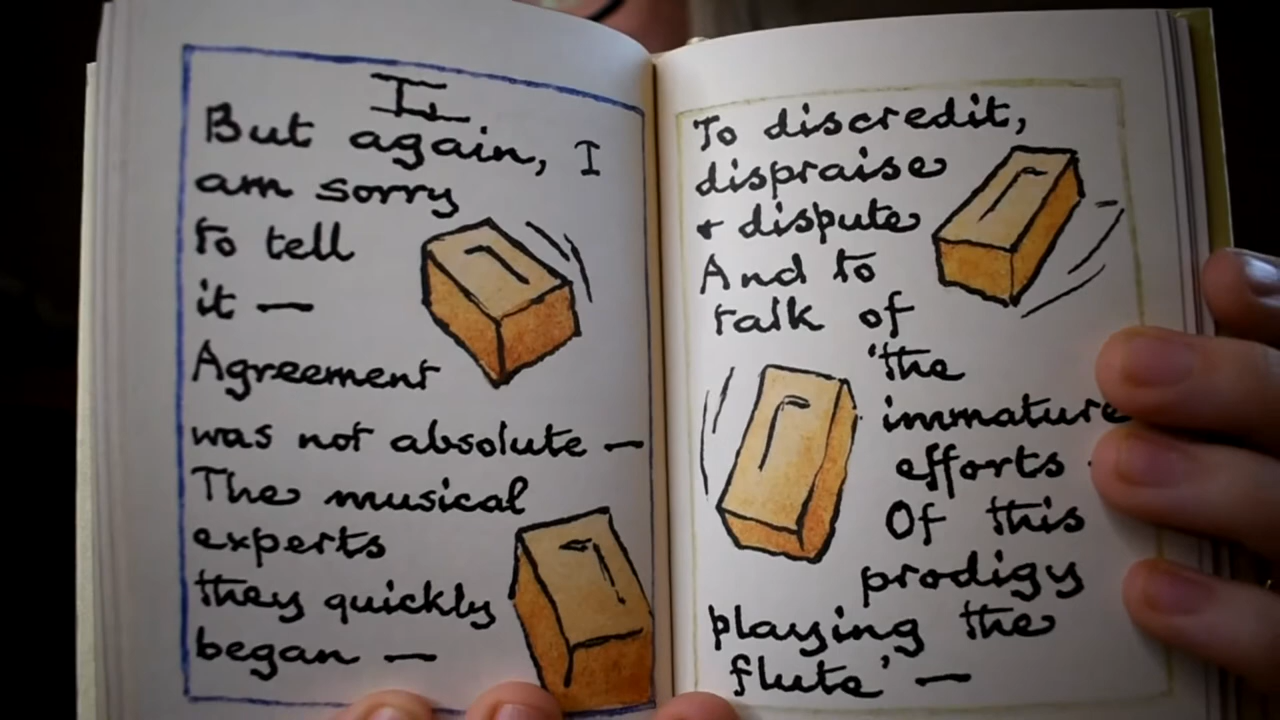 II
But again, I
am sorry
to tell
it —
Agreement
was not absolute —
The musical
experts
they quickly
began —
To discredit,
dispraise
+ dispute
And to
talk of
'the
immature
efforts
Of this
prodigy
playing the
flute' —